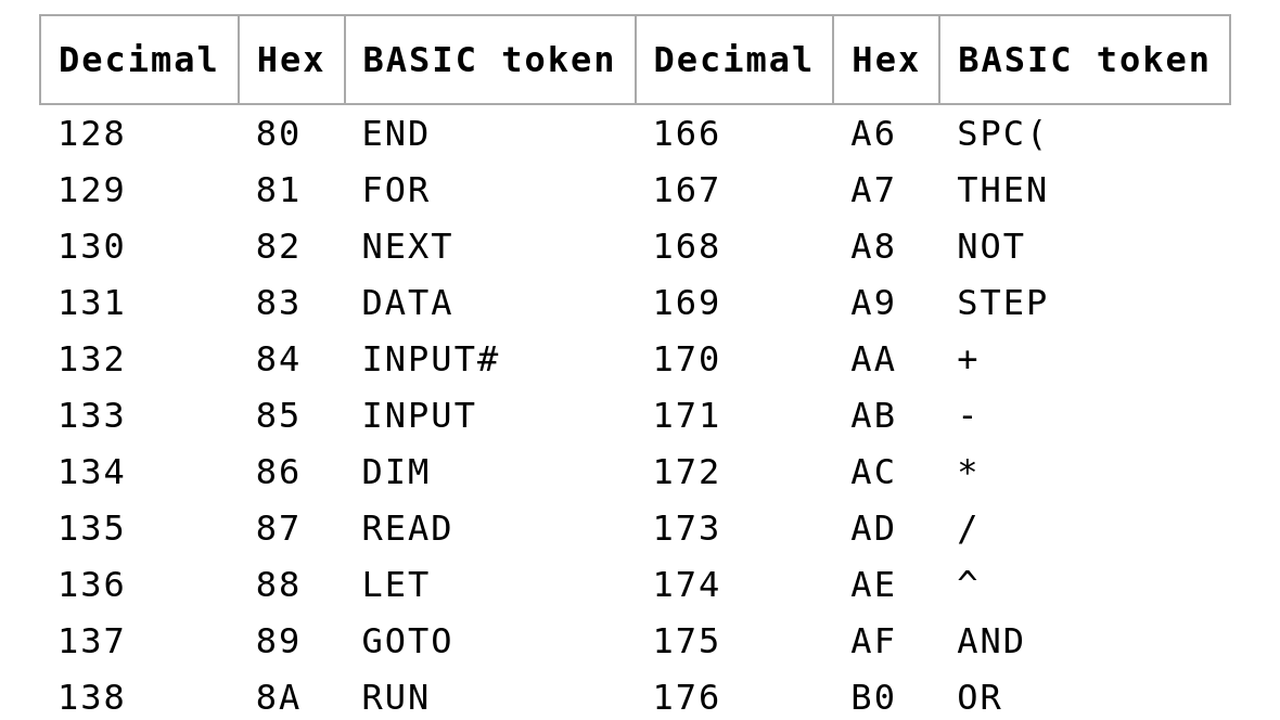 Decimal Hex BASIC token Decimal Hex BASIC token
128 80 END 166 A6 SPC(
129 81 FOR 167 A7 THEN
130 82 NEXT 168 A8 NOT
131 83 DATA 169 A9 STEP
132 84 INPUT# 170 AA +
133 85 INPUT 171 AB -
134 86 DIM 172 AC *
135 87 READ 173 AD /
136 88 LET 174 AE ^
137 89 GOTO 175 AF AND
138 8A RUN 176 B0 OR